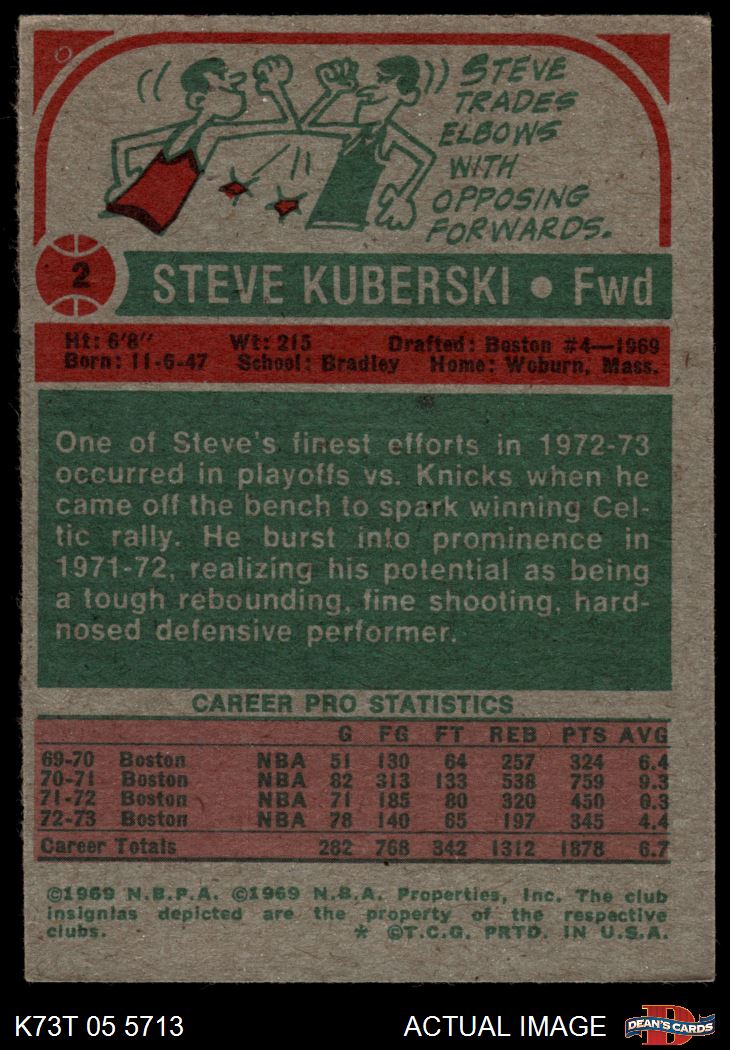 STEVE
TRADES
ELBOWS
WITH
OPPOSING
FORWARDS.
2
STEVE KUBERSKI • Fwd
Ht: 6'8" Wt: 215 Drafted: Boston #4—1969
Born: 11-6-47 School: Bradley Home: Woburn, Mass.
One of Steve's finest efforts in 1972-73
occurred in playoffs vs. Knicks when he
came off the bench to spark winning Cel-
tic rally. He burst into prominence in
1971-72, realizing his potential as being
a tough rebounding, fine shooting, hard-
nosed defensive performer.
CAREER PRO STATISTICS
G FG FT REB PTS AVG
69-70 Boston NBA 51 130 64 257 324 6.4
70-71 Boston NBA 82 313 133 538 759 9.3
71-72 Boston NBA 71 185 80 320 450 6.3
72-73 Boston NBA 78 140 65 197 345 4.4
Career Totals 282 768 342 1312 1878 6.7
©1969 N.B.P.A. ©1969 N.B.A. Properties, Inc. The club
insignias depicted are the property of the respective
clubs. * ©T.C.G. PRTD. IN U.S.A.
K73T 05 5713 ACTUAL IMAGE
D
DEAN'S CARDS